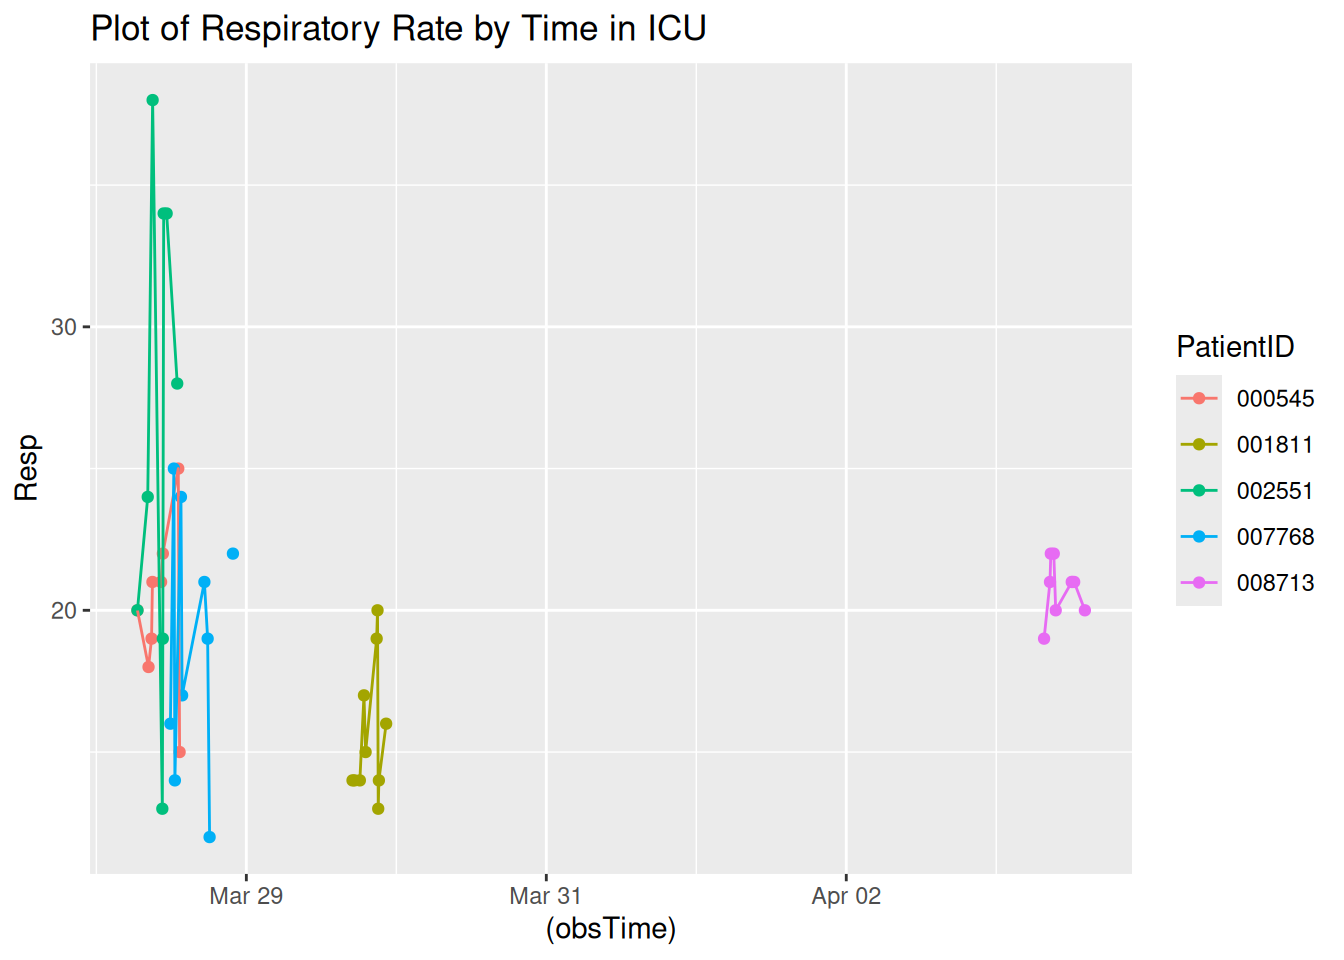 Plot of Respiratory Rate by Time in ICU
30
20
Resp
Mar 29
Mar 31
Apr 02
(obsTime)
PatientID
000545
001811
002551
007768
008713